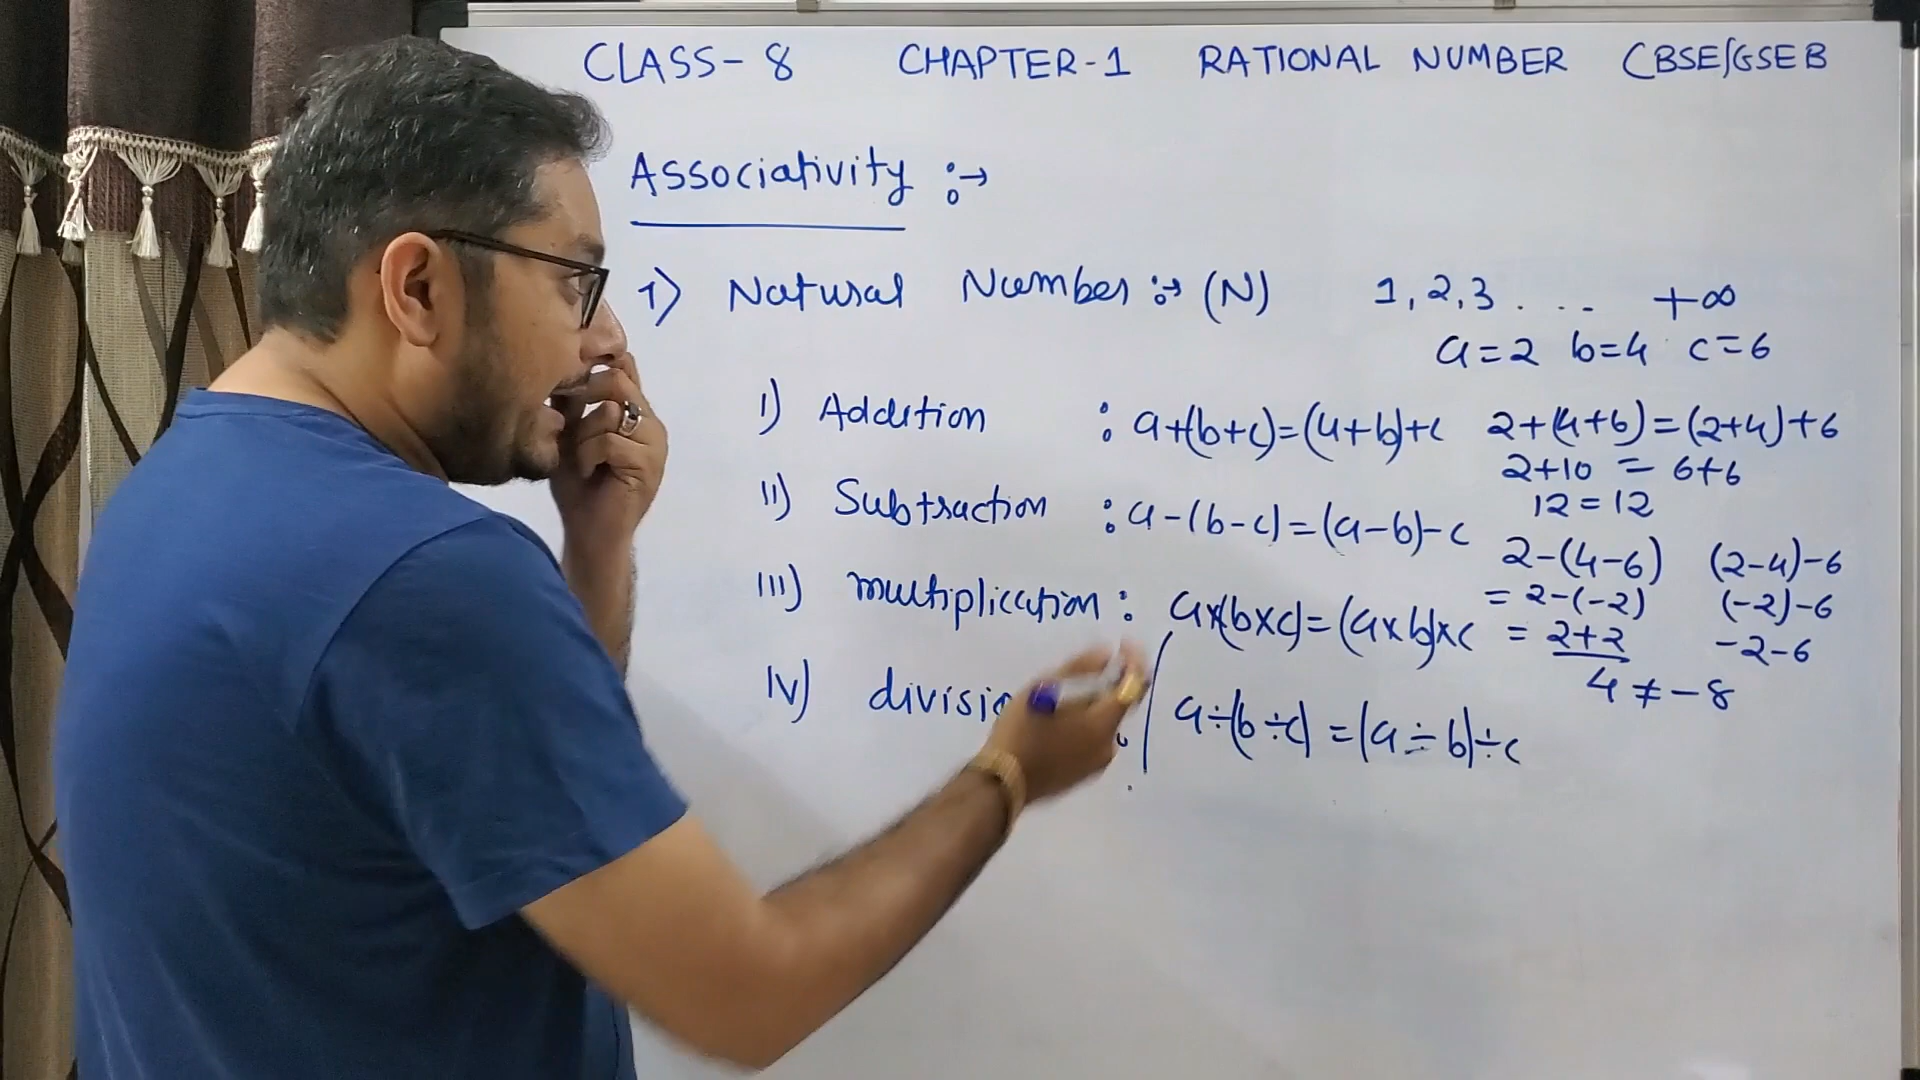 CLASS-8 CHAPTER-1 RATIONAL NUMBER CBSE/GSEB
Associativity :→
1) Natural Number :→ (N) 1, 2, 3 . . . . +∞
a=2 b=4 c=6
i) Addition : a+(b+c)=(a+b)+c 2+(4+6)=(2+4)+6
2+10 = 6+6
12=12
ii) Subtraction : a-(b-c)=(a-b)-c
2-(4-6) (2-4)-6
= 2-(-2) (-2)-6
iii) multiplication : a×(b×c)=(a×b)×c = 2+2 -2-6
4 ≠ -8
iv) a÷(b÷c)=(a÷b)÷c